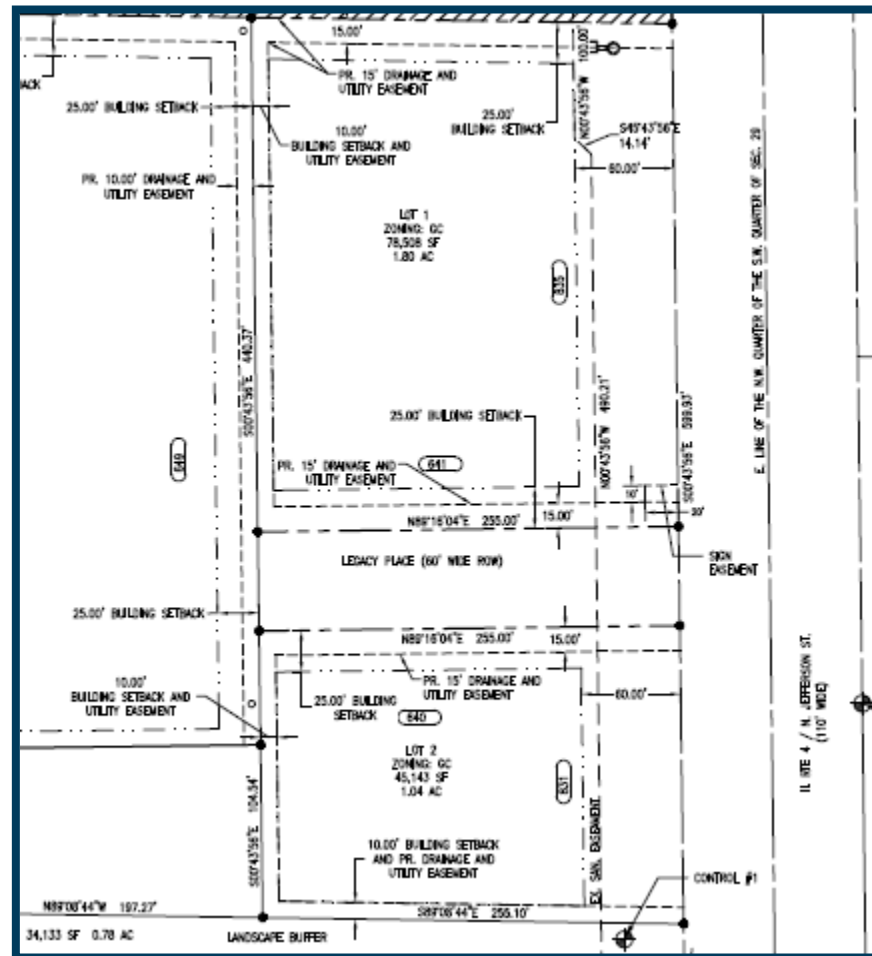 15.00'
PR. 15' DRAINAGE AND
UTILITY EASEMENT
ACK
25.00' BUILDING SETBACK
10.00'
BUILDING SETBACK AND
UTILITY EASEMENT
25.00'
BUILDING SETBACK
N00°43'56"W 100.00'
S45°43'56"E
14.14'
60.00'
PR. 10.00' DRAINAGE AND
UTILITY EASEMENT
LOT 1
ZONING: GC
78,508 SF
1.80 AC
E. LINE OF THE N.W. QUARTER OF THE S.W. QUARTER OF SEC. 29
835
S00°43'56"E 440.37'
N00°43'56"W 490.21'
S00°43'56"E 599.93'
25.00' BUILDING SETBACK
849
PR. 15' DRAINAGE AND
UTILITY EASEMENT
841
10'
20'
N89°16'04"E 255.00'
15.00'
LEGACY PLACE (60' WIDE ROW)
SIGN
EASEMENT
25.00' BUILDING SETBACK
N89°16'04"E 255.00'
15.00'
10.00'
BUILDING SETBACK AND
UTILITY EASEMENT
PR. 15' DRAINAGE AND
UTILITY EASEMENT
25.00' BUILDING
SETBACK
840
60.00'
IL RTE 4 / N. JEFFERSON ST.
(110' WIDE)
LOT 2
ZONING: GC
45,143 SF
1.04 AC
831
S00°43'56"E 104.54'
10.00' BUILDING SETBACK
AND PR. DRAINAGE AND
UTILITY EASEMENT
EX. SAN. EASEMENT
CONTROL #1
N89°08'44"W 197.27'
S89°08'44"E 255.10'
34,133 SF 0.78 AC
LANDSCAPE BUFFER